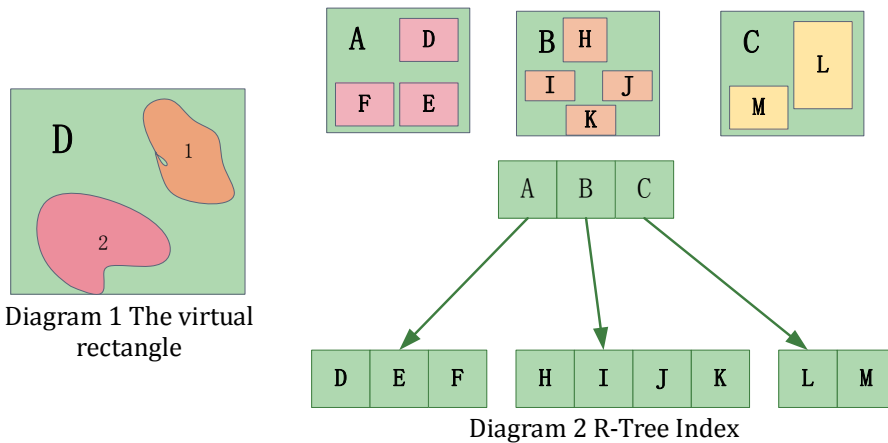 D
1
2
Diagram 1 The virtual
rectangle
A D
F E
B H
I J
K
C L
M
A B C
D E F
H I J K
L M
Diagram 2 R-Tree Index